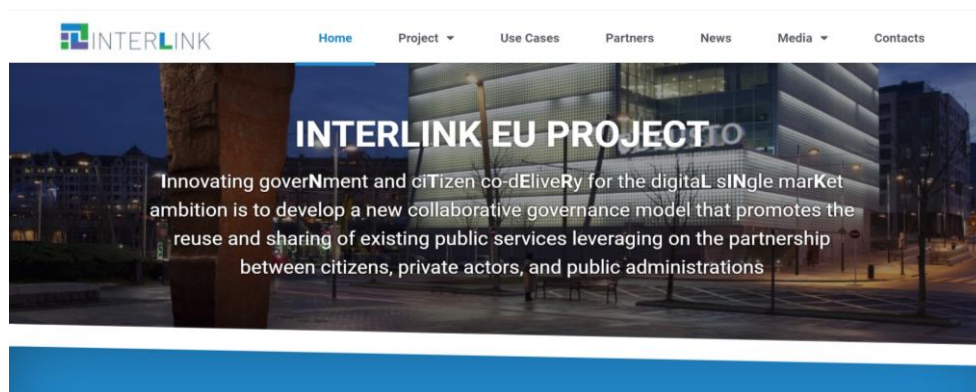 INTERLINK
Home Project Use Cases Partners News Media Contacts
INTERLINK EU PROJECT
Innovating goverNment and ciTizen co-dEliveRy for the digitaL sINgle marKet
ambition is to develop a new collaborative governance model that promotes the
reuse and sharing of existing public services leveraging on the partnership
between citizens, private actors, and public administrations